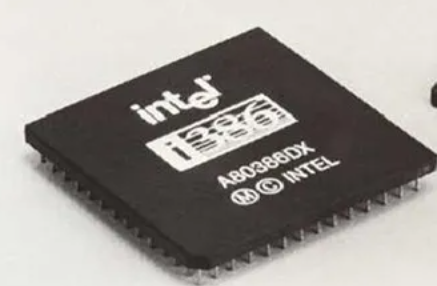 intel
i386
A80386DX
Ⓜ Ⓒ INTEL